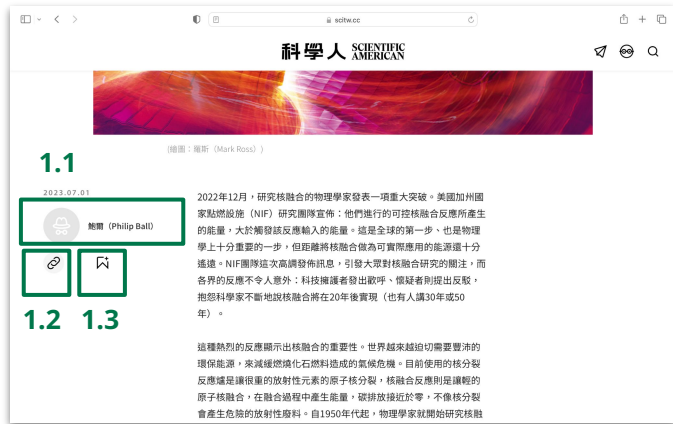 scitw.cc
科學人 SCIENTIFIC AMERICAN
(繪圖：羅斯（Mark Ross）)
1.1
2023.07.01
鮑爾（Philip Ball）
1.2 1.3
2022年12月，研究核融合的物理學家發表一項重大突破。美國加州國
家點燃設施（NIF）研究團隊宣佈：他們進行的可控核融合反應所產生
的能量，大於觸發該反應輸入的能量。這是全球的第一步、也是物理
學上十分重要的一步，但距離將核融合做為可實際應用的能源還十分
遙遠。NIF團隊這次高調發佈訊息，引發大眾對核融合研究的關注，而
各界的反應不令人意外：科技擁護者發出歡呼、懷疑者則提出反駁，
抱怨科學家不斷地說核融合將在20年後實現（也有人講30年或50
年）。
這種熱烈的反應顯示出核融合的重要性。世界越來越迫切需要豐沛的
環保能源，來減緩燃燒化石燃料造成的氣候危機。目前使用的核分裂
反應爐是讓很重的放射性元素的原子核分裂，核融合反應則是讓輕的
原子核融合，在融合過程中產生能量，碳排放接近於零，不像核分裂
會產生危險的放射性廢料。自1950年代起，物理學家就開始研究核融